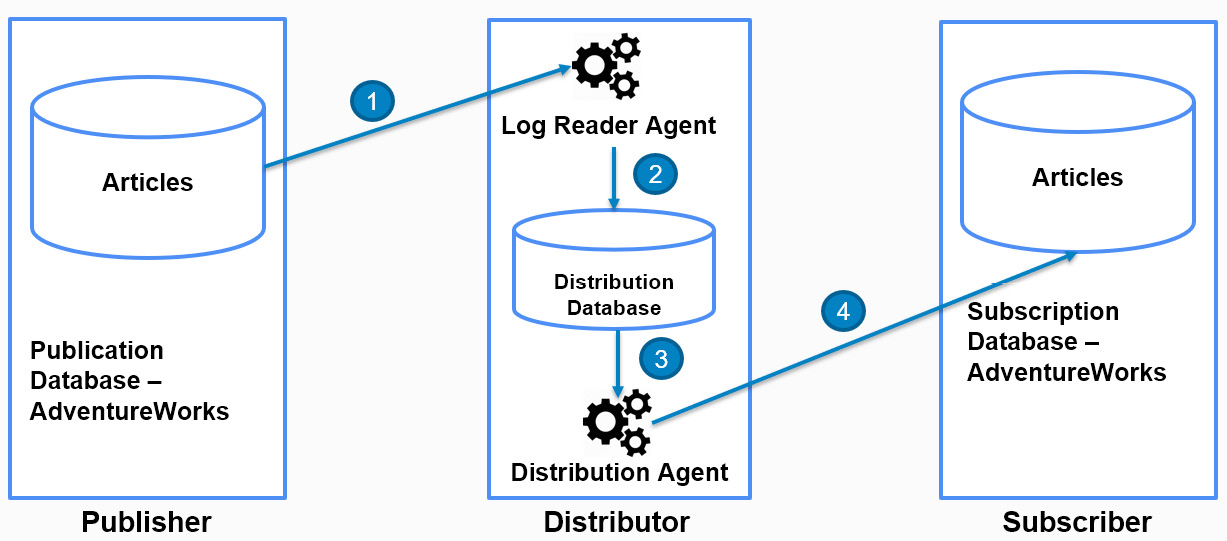 Articles
Publication
Database –
AdventureWorks
Publisher
1
Log Reader Agent
2
Distribution
Database
3
Distribution Agent
Distributor
4
Articles
Subscription
Database –
AdventureWorks
Subscriber